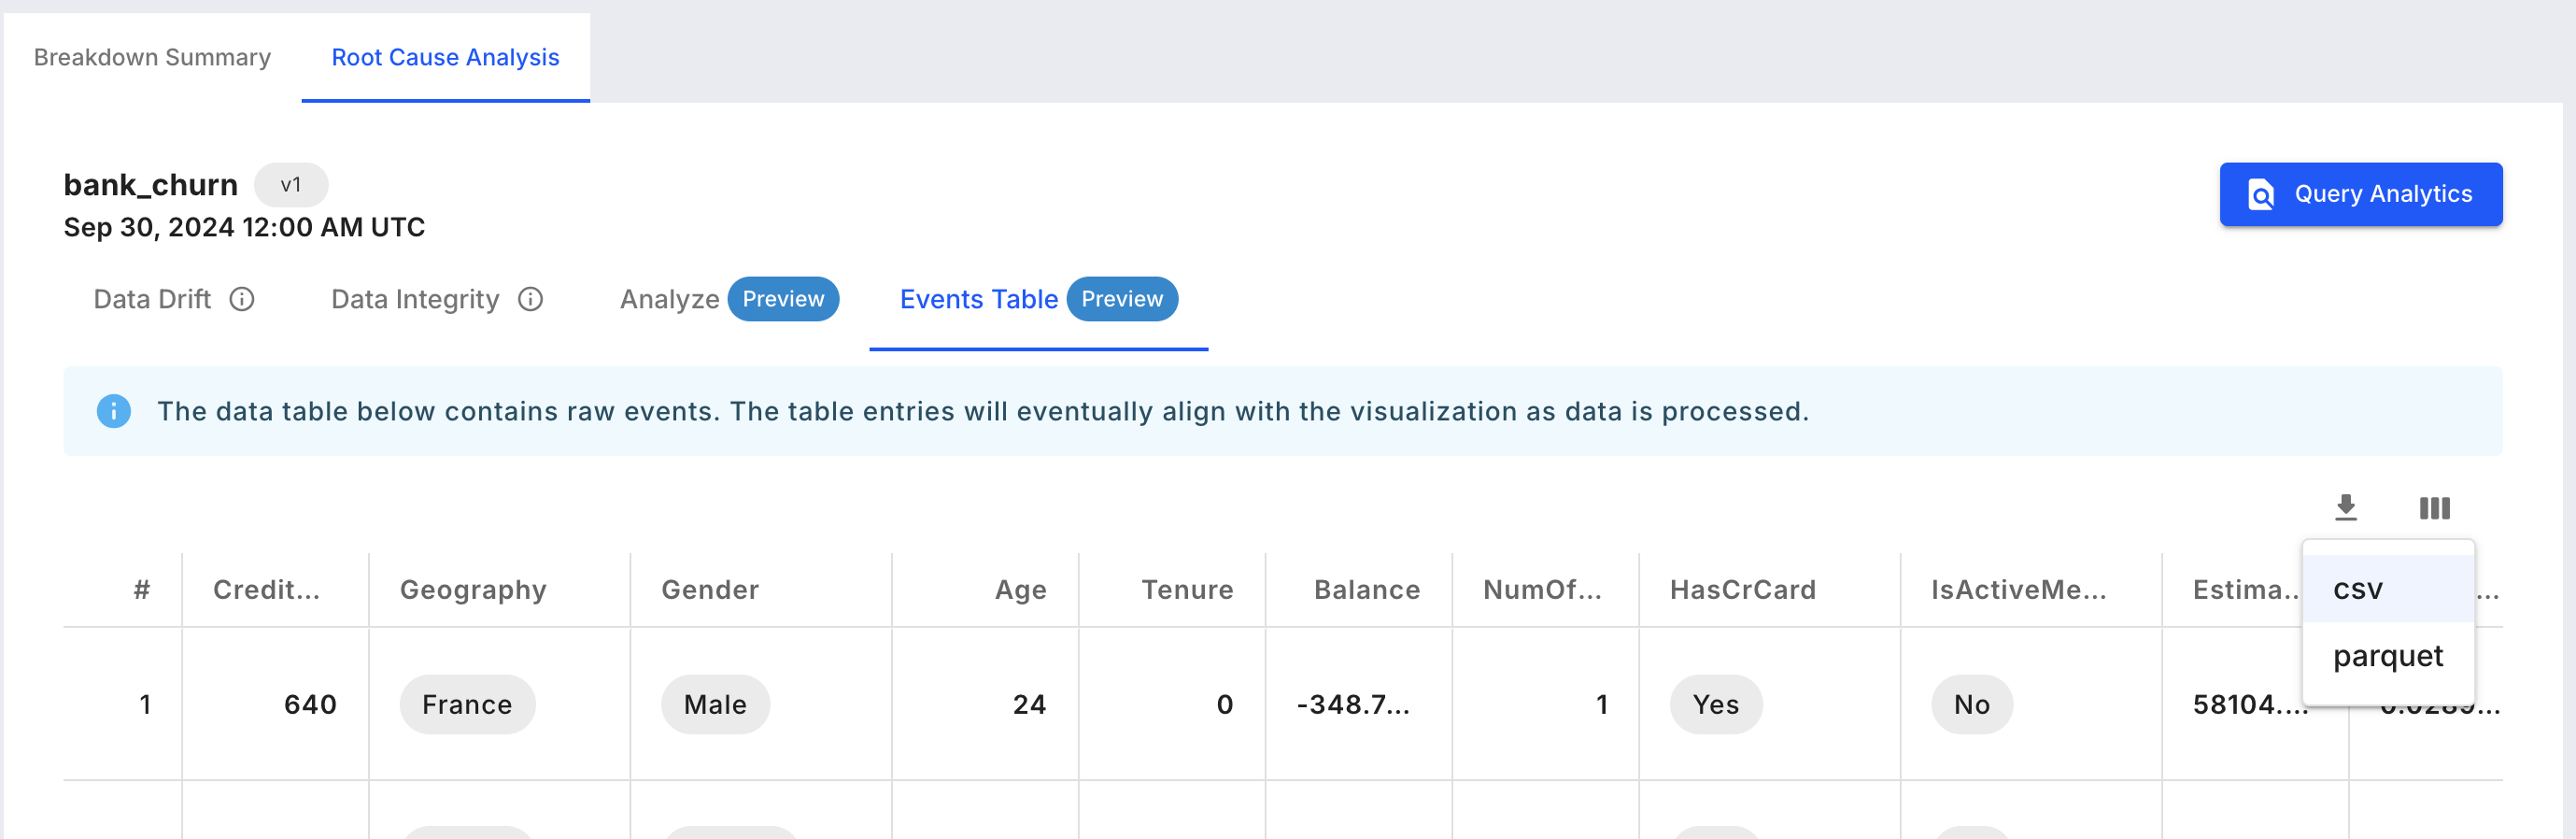 Breakdown Summary Root Cause Analysis
bank_churn v1
Sep 30, 2024 12:00 AM UTC
Query Analytics
Data Drift Data Integrity Analyze Preview Events Table Preview
The data table below contains raw events. The table entries will eventually align with the visualization as data is processed.
# Credit... Geography Gender Age Tenure Balance NumOf... HasCrCard IsActiveMe... Estima... ...
csv
parquet
1 640 France Male 24 0 -348.7... 1 Yes No 58104....